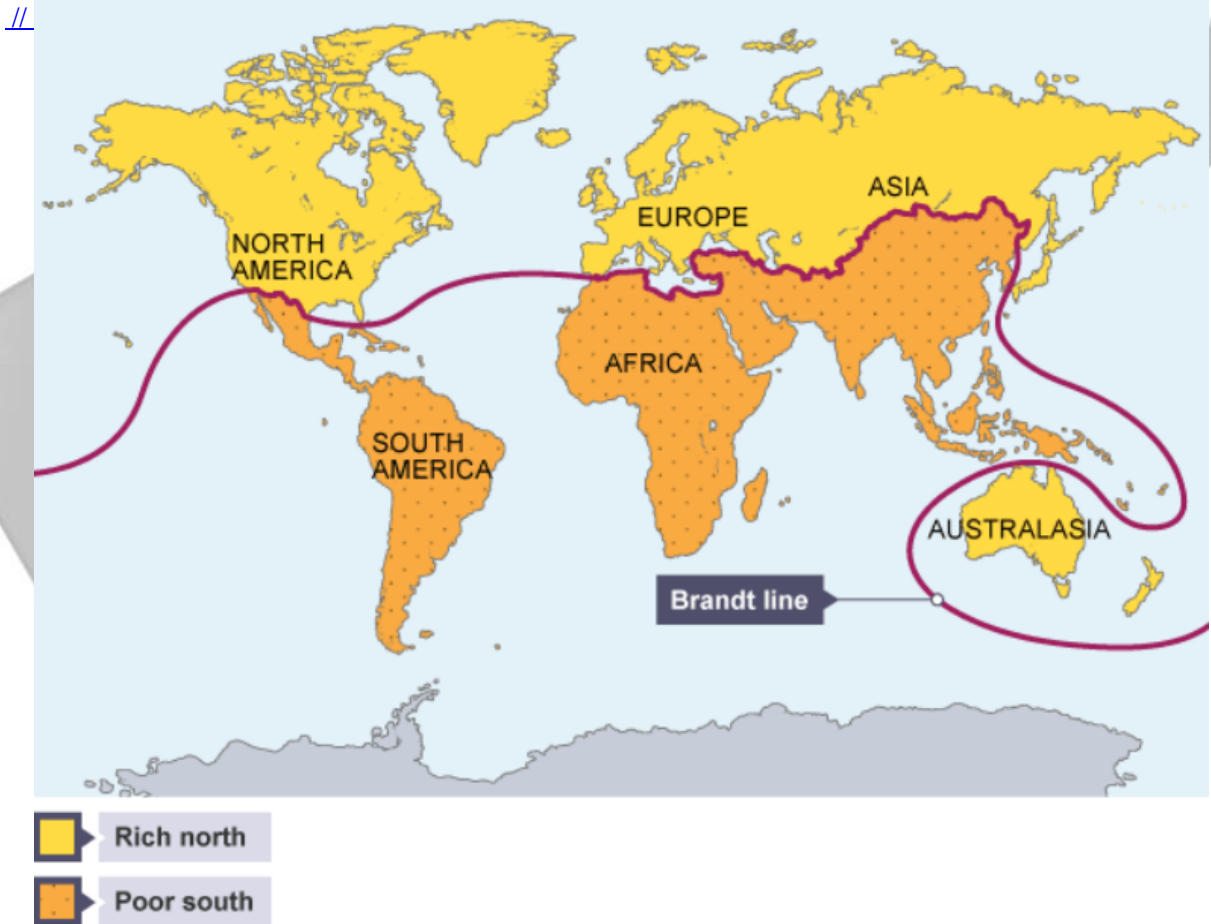 //
ASIA
EUROPE
NORTH
AMERICA
AFRICA
SOUTH
AMERICA
AUSTRALASIA
Brandt line
Rich north
Poor south